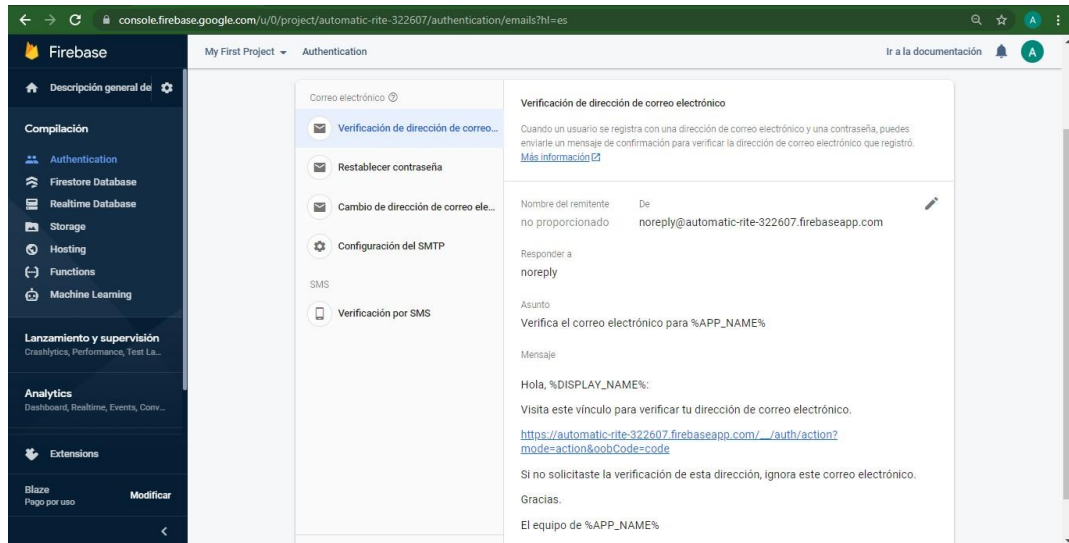 console.firebase.google.com/u/0/project/automatic-rite-322607/authentication/emails?hl=es
A
Firebase
My First Project
Authentication
Ir a la documentación
A
Descripción general de
Compilación
Authentication
Firestore Database
Realtime Database
Storage
Hosting
Functions
Machine Learning
Lanzamiento y supervisión
Crashlytics, Performance, Test La...
Analytics
Dashboard, Realtime, Events, Conv...
Extensions
Blaze
Pago por uso
Modificar
Correo electrónico
Verificación de dirección de correo...
Restablecer contraseña
Cambio de dirección de correo ele...
Configuración del SMTP
SMS
Verificación por SMS
Verificación de dirección de correo electrónico
Cuando un usuario se registra con una dirección de correo electrónico y una contraseña, puedes
enviarle un mensaje de confirmación para verificar la dirección de correo electrónico que registró.
Más información
Nombre del remitente
De
no proporcionado
noreply@automatic-rite-322607.firebaseapp.com
Responder a
noreply
Asunto
Verifica el correo electrónico para %APP_NAME%
Mensaje
Hola, %DISPLAY_NAME%:
Visita este vínculo para verificar tu dirección de correo electrónico.
https://automatic-rite-322607.firebaseapp.com/__/auth/action?
mode=action&oobCode=code
Si no solicitaste la verificación de esta dirección, ignora este correo electrónico.
Gracias.
El equipo de %APP_NAME%